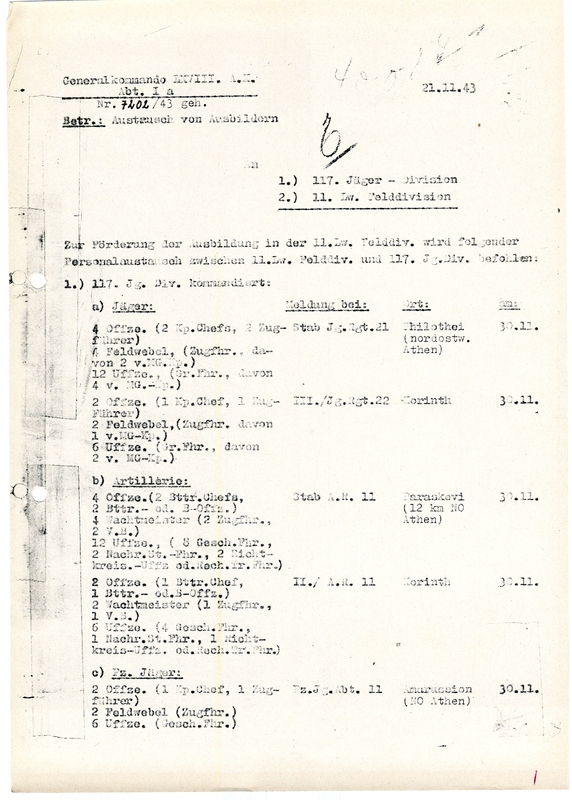 Generalkommando LXVIII. A.K.
Abt. I a
Nr. 7202/43 geh.
21.11.43
Betr.: Austausch von Ausbildern
An
1.) 117. Jäger - Division
2.) 11. Lw. Felddivision
Zur Förderung der Ausbildung in der 11.Lw. Felddiv. wird folgender
Personalaustausch zwischen 11.Lw. Felddiv. und 117. Jg.Div. befohlen:
1.) 117. Jg. Div. kommandiert:
a) Jäger: Meldung bei: Ort: am:
4 Offze. (2 Kp.Chefs, 2 Zug- Stab Jg.Rgt.21 Philothei 30.11.
führer) (nordostw.
4 Feldwebel, (Zugfhr., da- Athen)
von 2 v.MG-Kp.)
12 Uffze., (Gr.Fhr., davon
4 v. MG.-Kp.)
2 Offze. (1 Kp.Chef, 1 Zug- III./Jg.Rgt.22 Korinth 30.11.
Führer)
2 Feldwebel,(Zugfhr. davon
1 v.MG-Kp.)
6 Uffze. (Gr.Fhr., davon
2 v. MG-Kp.)
b) Artillerie:
4 Offze.(2 Bttr.Chefs, Stab A.R. 11 Paraskevi 30.11.
2 Bttr.- od. B-Offz.) (12 km NO
4 Wachtmeister (2 Zugfhr., Athen)
2 V.B.)
12 Uffze., ( 8 Gesch.Fhr.,
2 Nachr.St.-Fhr., 2 Richt-
kreis.-Uffz od.Rech.Tr.Fhr.)
2 Offze. (1 Bttr.Chef, II./ A.R. 11 Korinth 30.11.
1 Bttr.- od.B-Offz.)
2 Wachtmeister (1 Zugfhr.,
1 V.B.)
6 Uffze. (4 Gesch.Fhr.,
1 Nachr.St.Fhr., 1 Richt-
kreis-Uffz. od.Rech.Tr.Fhr.)
c) Pz. Jäger:
2 Offze. (1 Kp.Chef, 1 Zug- Pz.Jg.Abt. 11 Amarussion 30.11.
führer) (NO Athen)
2 Feldwebel (Zugfhr.)
6 Uffze. (Gesch.Fhr.)
1